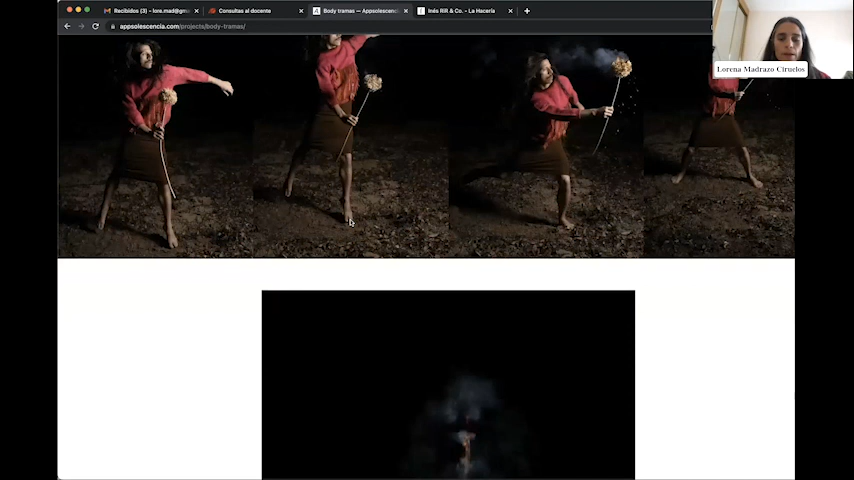 Recibidos (3) - lore.mad@gm
Consultas al docente
Body tramas — Appsolescenci
Inés RIR & Co. - La Hacería
appsolescencia.com/projects/body-tramas/
Lorena Madrazo Ciruelos